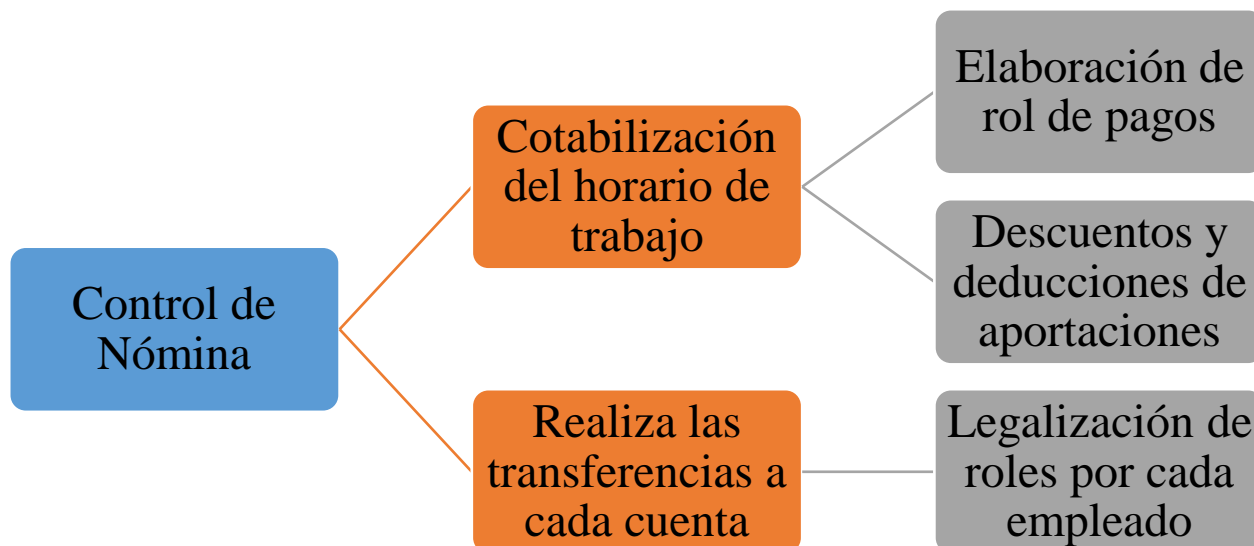 Control de
Nómina
Cotabilización
del horario de
trabajo
Elaboración de
rol de pagos
Descuentos y
deducciones de
aportaciones
Realiza las
transferencias a
cada cuenta
Legalización de
roles por cada
empleado